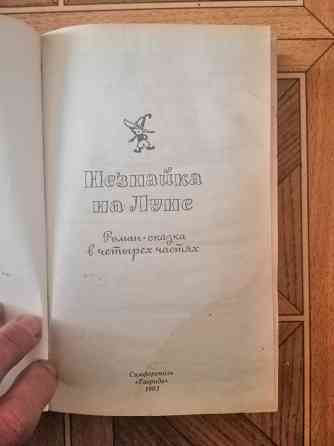 Незнайка
на Луне
Роман-сказка
в четырех частях
Симферополь
«Таврида»
1993